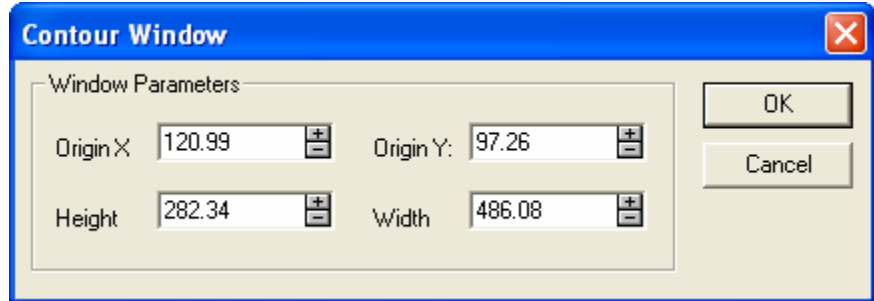 Contour Window
Window Parameters
OK
Origin X 120.99 Origin Y: 97.26
Cancel
Height 282.34 Width 486.08